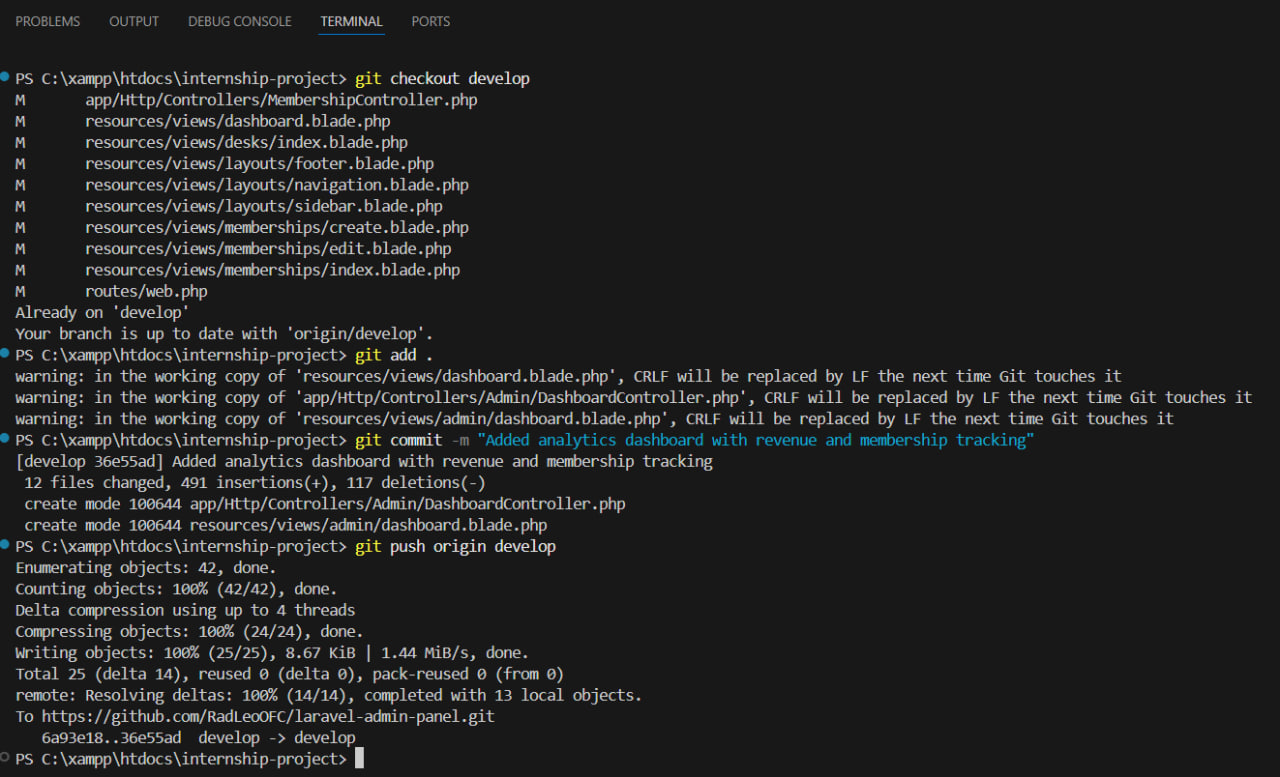 PROBLEMS OUTPUT DEBUG CONSOLE TERMINAL PORTS
PS C:\xampp\htdocs\internship-project> git checkout develop
M       app/Http/Controllers/MembershipController.php
M       resources/views/dashboard.blade.php
M       resources/views/desks/index.blade.php
M       resources/views/layouts/footer.blade.php
M       resources/views/layouts/navigation.blade.php
M       resources/views/layouts/sidebar.blade.php
M       resources/views/memberships/create.blade.php
M       resources/views/memberships/edit.blade.php
M       resources/views/memberships/index.blade.php
M       routes/web.php
Already on 'develop'
Your branch is up to date with 'origin/develop'.
PS C:\xampp\htdocs\internship-project> git add .
warning: in the working copy of 'resources/views/dashboard.blade.php', CRLF will be replaced by LF the next time Git touches it
warning: in the working copy of 'app/Http/Controllers/Admin/DashboardController.php', CRLF will be replaced by LF the next time Git touches it
warning: in the working copy of 'resources/views/admin/dashboard.blade.php', CRLF will be replaced by LF the next time Git touches it
PS C:\xampp\htdocs\internship-project> git commit -m "Added analytics dashboard with revenue and membership tracking"
[develop 36e55ad] Added analytics dashboard with revenue and membership tracking
 12 files changed, 491 insertions(+), 117 deletions(-)
 create mode 100644 app/Http/Controllers/Admin/DashboardController.php
 create mode 100644 resources/views/admin/dashboard.blade.php
PS C:\xampp\htdocs\internship-project> git push origin develop
Enumerating objects: 42, done.
Counting objects: 100% (42/42), done.
Delta compression using up to 4 threads
Compressing objects: 100% (24/24), done.
Writing objects: 100% (25/25), 8.67 KiB | 1.44 MiB/s, done.
Total 25 (delta 14), reused 0 (delta 0), pack-reused 0 (from 0)
remote: Resolving deltas: 100% (14/14), completed with 13 local objects.
To https://github.com/RadLeoOFC/laravel-admin-panel.git
   6a93e18..36e55ad  develop -> develop
PS C:\xampp\htdocs\internship-project>